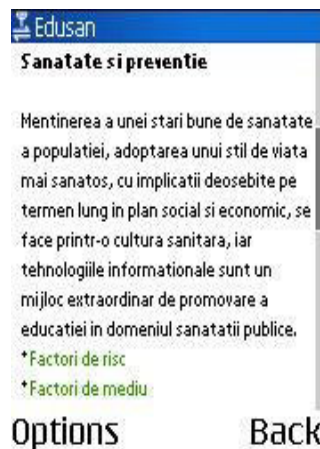 Edusan
Sanatate si preventie
Mentinerea a unei stari bune de sanatate
a populatiei, adoptarea unui stil de viata
mai sanatos, cu implicatii deosebite pe
termen lung in plan social si economic, se
face printr-o cultura sanitara, iar
tehnologiile informationale sunt un
mijloc extraordinar de promovare a
educatiei in domeniul sanatatii publice.
*Factori de risc
*Factori de mediu
Options Back